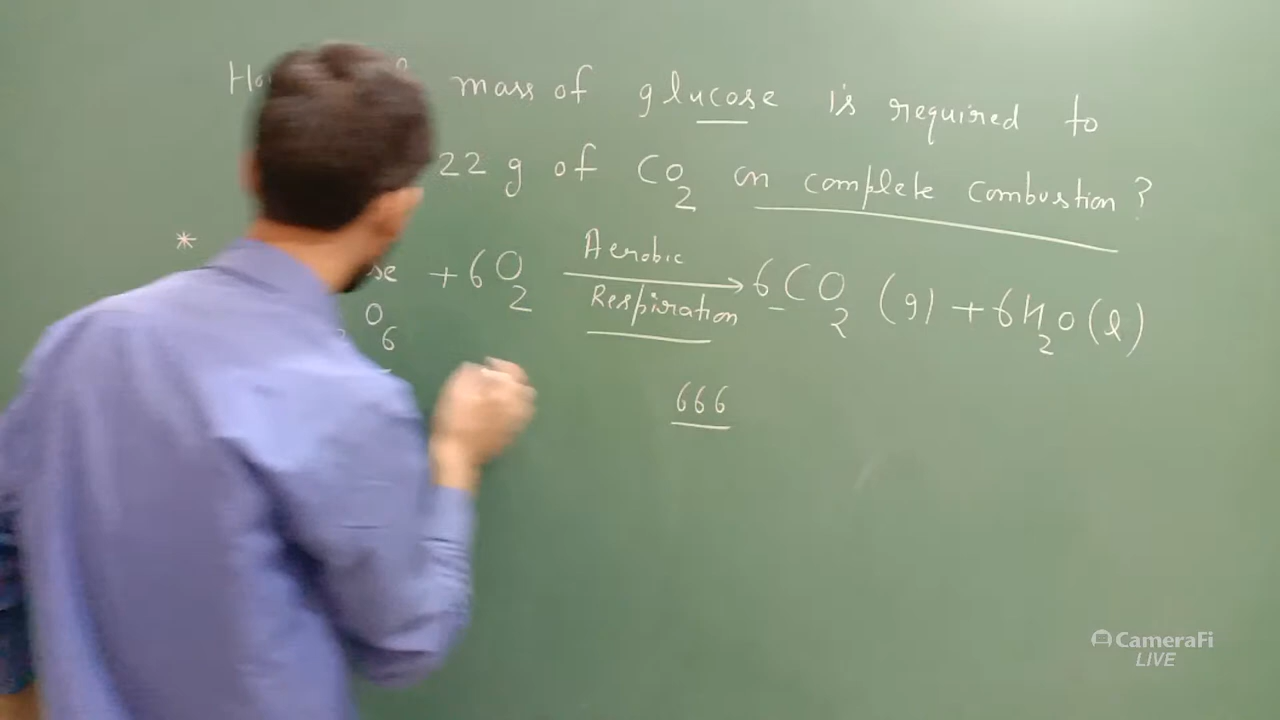 mass of glucose is required to
22 g of CO2 on complete combustion?
*
se + 6O2 Aerobic Respiration 6CO2 (g) + 6H2O (l)
O6
666
CameraFi
LIVE